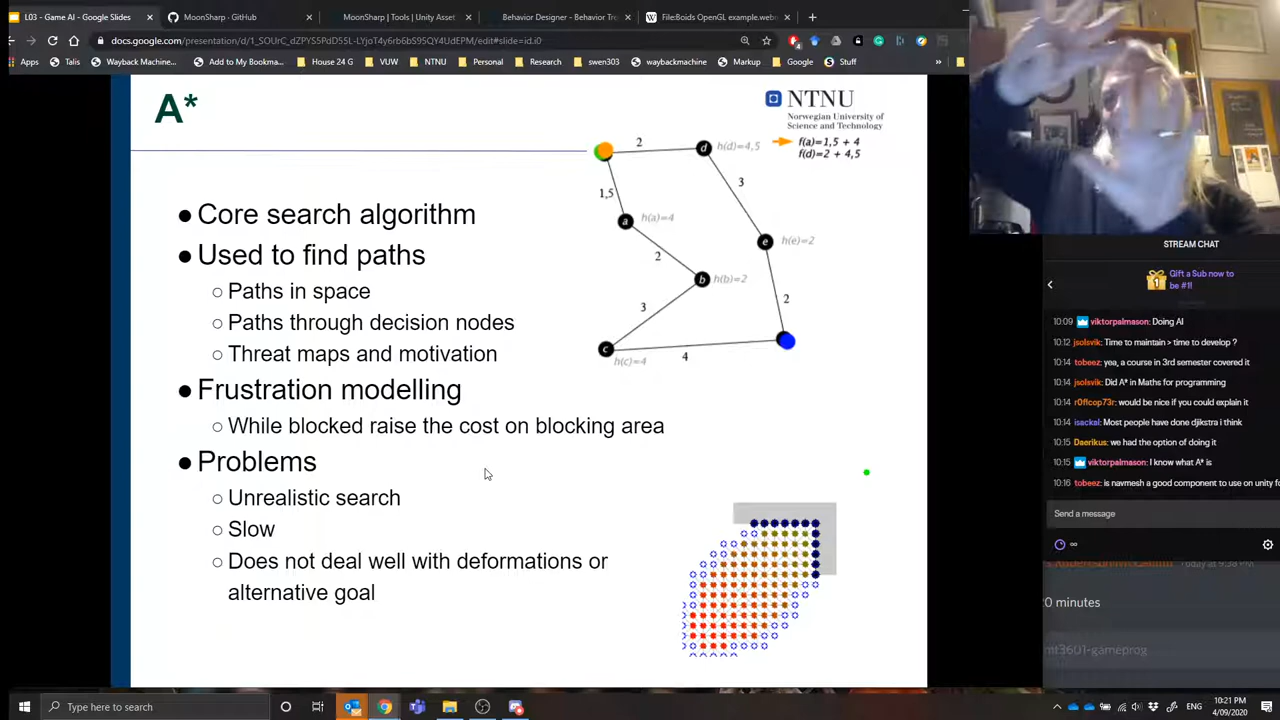 L03 - Game AI - Google Slides
MoonSharp · GitHub
MoonSharp | Tools | Unity Asset
Behavior Designer - Behavior Tre
File:Boids OpenGL example.web
docs.google.com/presentation/d/1_SOUrC_dZPYS5PdD55L-LYjoT4y6rb6bS95QY4UdEPM/edit#slide=id.i0
Apps
Talis
Wayback Machine
Add to My Bookma...
House 24 G
VUW
NTNU
Personal
Research
swen303
waybackmachine
Markup
Google
Stuff
A*
NTNU
Norwegian University of
Science and Technology
f(a)=1,5 + 4
f(d)=2 + 4,5
2
d
h(d)=4,5
3
1,5
a
h(a)=4
e
h(e)=2
2
b
h(b)=2
3
2
c
h(c)=4
4
● Core search algorithm
● Used to find paths
○ Paths in space
○ Paths through decision nodes
○ Threat maps and motivation
● Frustration modelling
○ While blocked raise the cost on blocking area
● Problems
○ Unrealistic search
○ Slow
○ Does not deal well with deformations or
alternative goal
STREAM CHAT
Gift a Sub now to
be #1!
10:09 viktorpalmason: Doing AI
10:12 jsolsvik: Time to maintain > time to develop ?
10:14 tobeez: yea, a course in 3rd semester covered it
10:14 jsolsvik: Did A* in Maths for programming
10:14 r0ffcop73r: would be nice if you could explain it
10:14 isackal: Most people have done djikstra i think
10:15 Daerikus: we had the option of doing it
10:15 viktorpalmason: I know what A* is
10:16 tobeez: is navmesh a good component to use on unity fo
Send a message
0 minutes
mt3601-gameprog
Type here to search
ENG
10:21 PM
4/09/2020